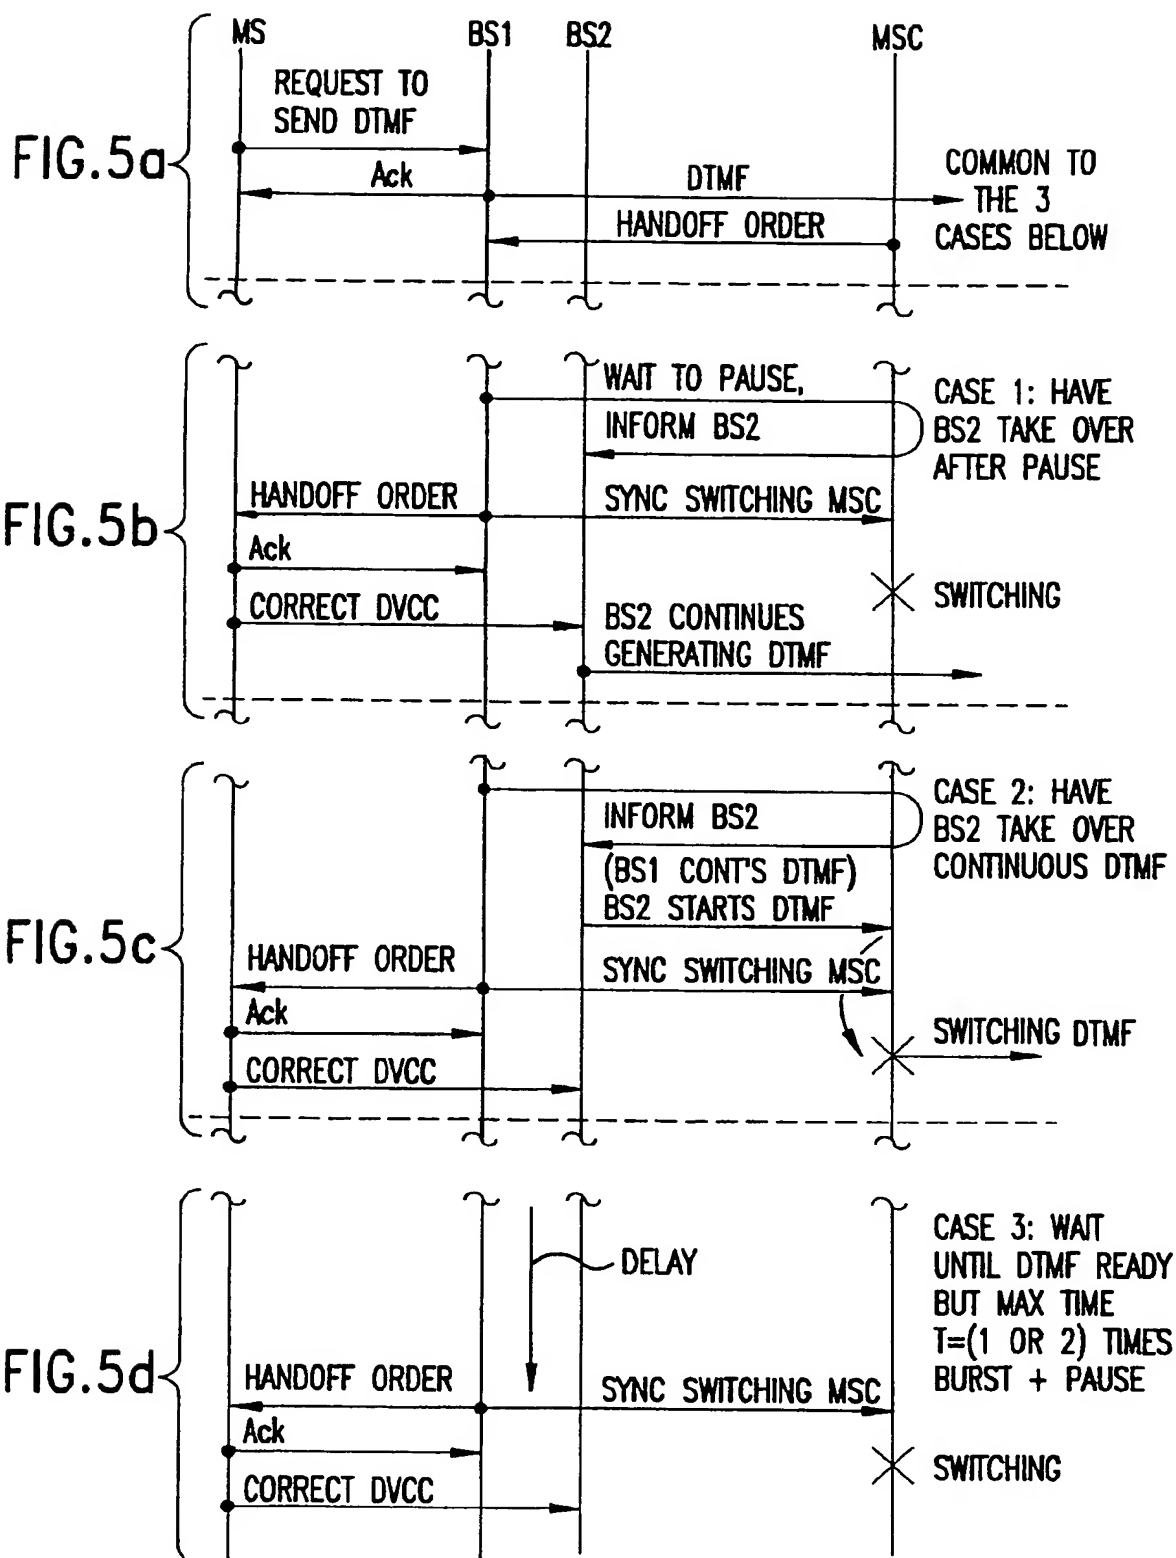 MS BS1 BS2 MSC
REQUEST TO
SEND DTMF
FIG.5a
Ack
DTMF
COMMON TO
THE 3
CASES BELOW
HANDOFF ORDER
WAIT TO PAUSE,
INFORM BS2
CASE 1: HAVE
BS2 TAKE OVER
AFTER PAUSE
FIG.5b
HANDOFF ORDER
SYNC SWITCHING MSC
Ack
SWITCHING
CORRECT DVCC
BS2 CONTINUES
GENERATING DTMF
INFORM BS2
CASE 2: HAVE
BS2 TAKE OVER
CONTINUOUS DTMF
(BS1 CONT'S DTMF)
BS2 STARTS DTMF
FIG.5c
HANDOFF ORDER
SYNC SWITCHING MSC
Ack
SWITCHING DTMF
CORRECT DVCC
DELAY
CASE 3: WAIT
UNTIL DTMF READY
BUT MAX TIME
T=(1 OR 2) TIMES
BURST + PAUSE
FIG.5d
HANDOFF ORDER
SYNC SWITCHING MSC
Ack
SWITCHING
CORRECT DVCC